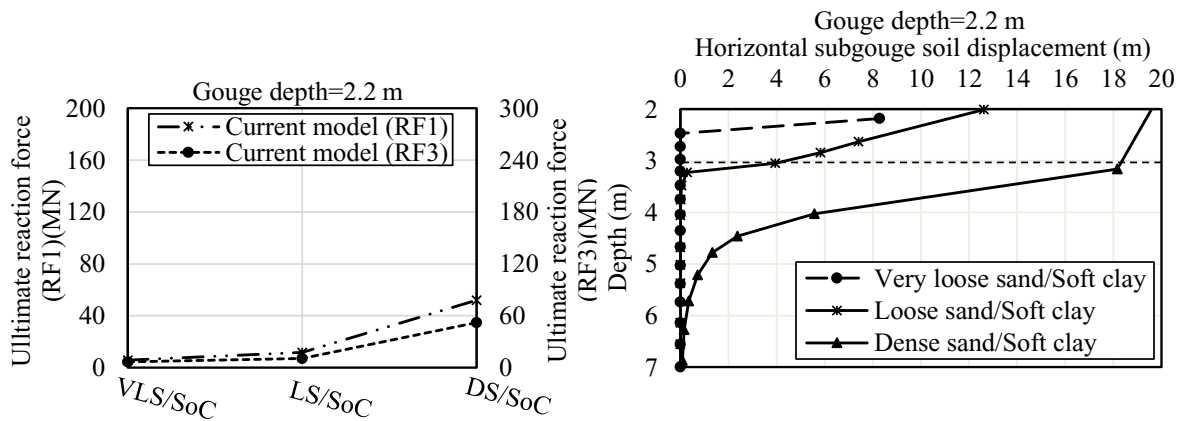 Gouge depth=2.2 m
200
160
120
80
40
0
Ulltimate reaction force
(RF1)(MN)
Current model (RF1)
Current model (RF3)
300
240
180
120
60
0
Ultimate reaction force
(RF3)(MN)
VLS/SoC
LS/SoC
DS/SoC
Gouge depth=2.2 m
Horizontal subgouge soil displacement (m)
0 2 4 6 8 10 12 14 16 18 20
2
3
4
5
6
7
Depth (m)
Very loose sand/Soft clay
Loose sand/Soft clay
Dense sand/Soft clay